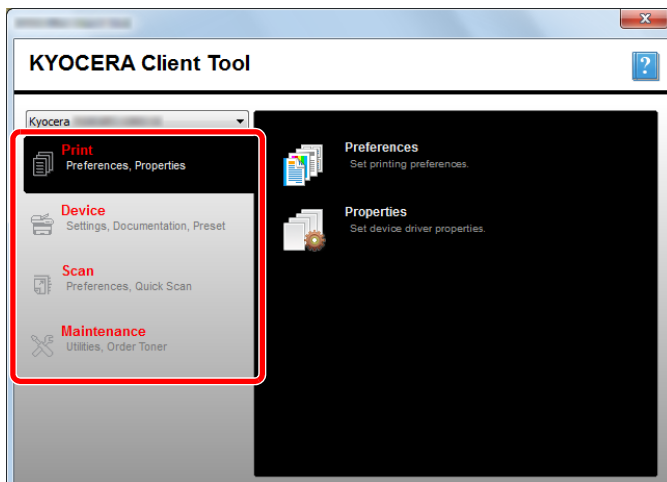 KYOCERA Client Tool
?
Kyocera
Print
Preferences, Properties
Device
Settings, Documentation, Preset
Scan
Preferences, Quick Scan
Maintenance
Utilities, Order Toner
Preferences
Set printing preferences.
Properties
Set device driver properties.